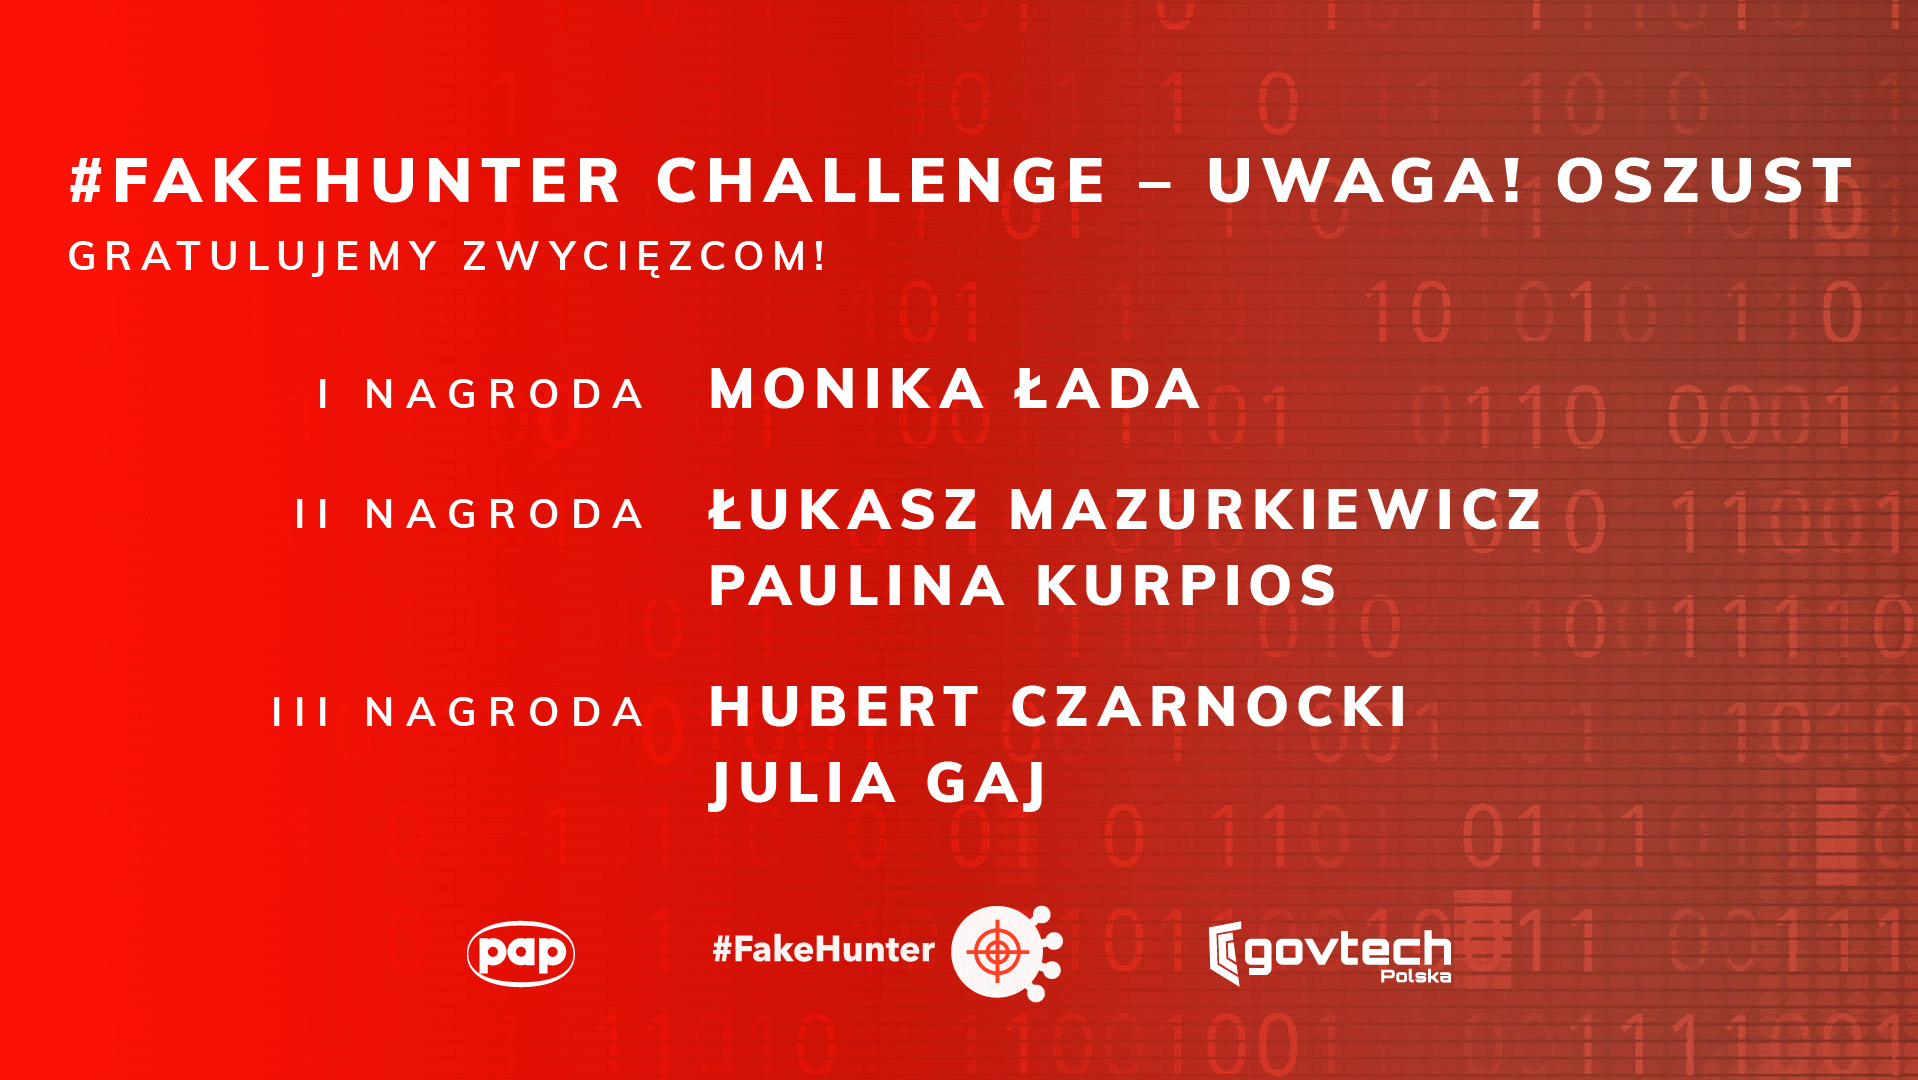 #FAKEHUNTER CHALLENGE – UWAGA! OSZUST
GRATULUJEMY ZWYCIĘZCOM!
I NAGRODA MONIKA ŁADA
II NAGRODA ŁUKASZ MAZURKIEWICZ
PAULINA KURPIOS
III NAGRODA HUBERT CZARNOCKI
JULIA GAJ
pap
#FakeHunter
govtech
Polska